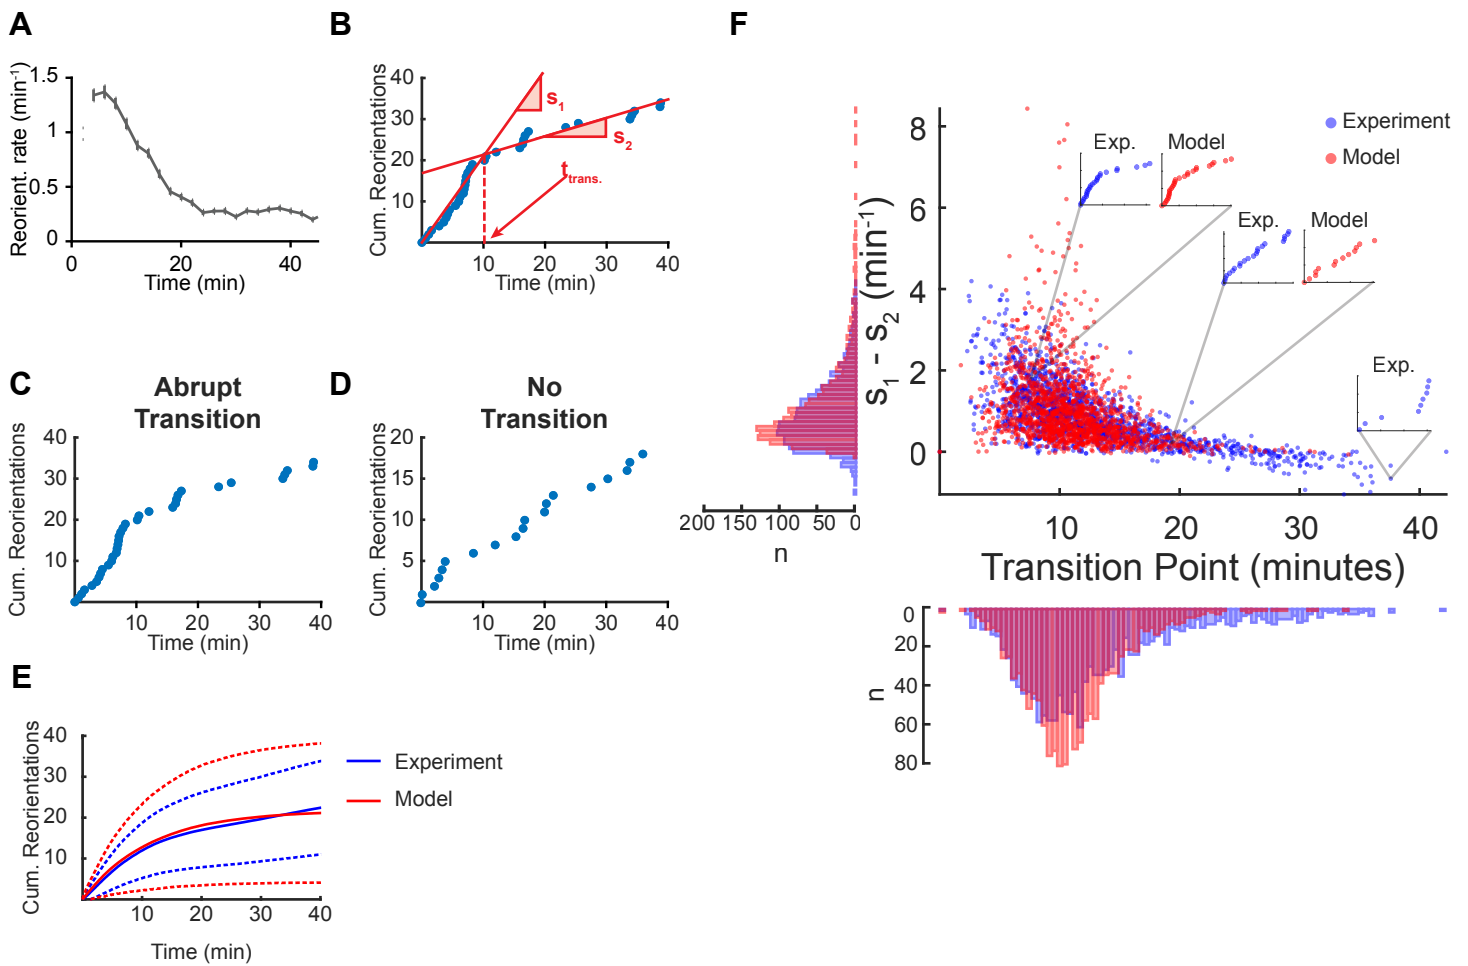 A
Reorient. rate (min-1)
1.5
1
0.5
0
0
20
40
Time (min)
B
Cum. Reorientations
40
30
20
10
s1
s2
ttrans.
10
20
30
40
Time (min)
C
Abrupt
Transition
Cum. Reorientations
40
30
20
10
10
20
30
40
Time (min)
D
No
Transition
Cum. Reorientations
20
15
10
5
10
20
30
40
Time (min)
E
Cum. Reorientations
40
30
20
10
10
20
30
40
Time (min)
Experiment
Model
F
s1 - s2 (min-1)
8
6
4
2
0
Experiment
Model
Exp.
Model
Exp.
Model
Exp.
200
150
100
50
0
n
10
20
30
40
Transition Point (minutes)
n
0
20
40
60
80